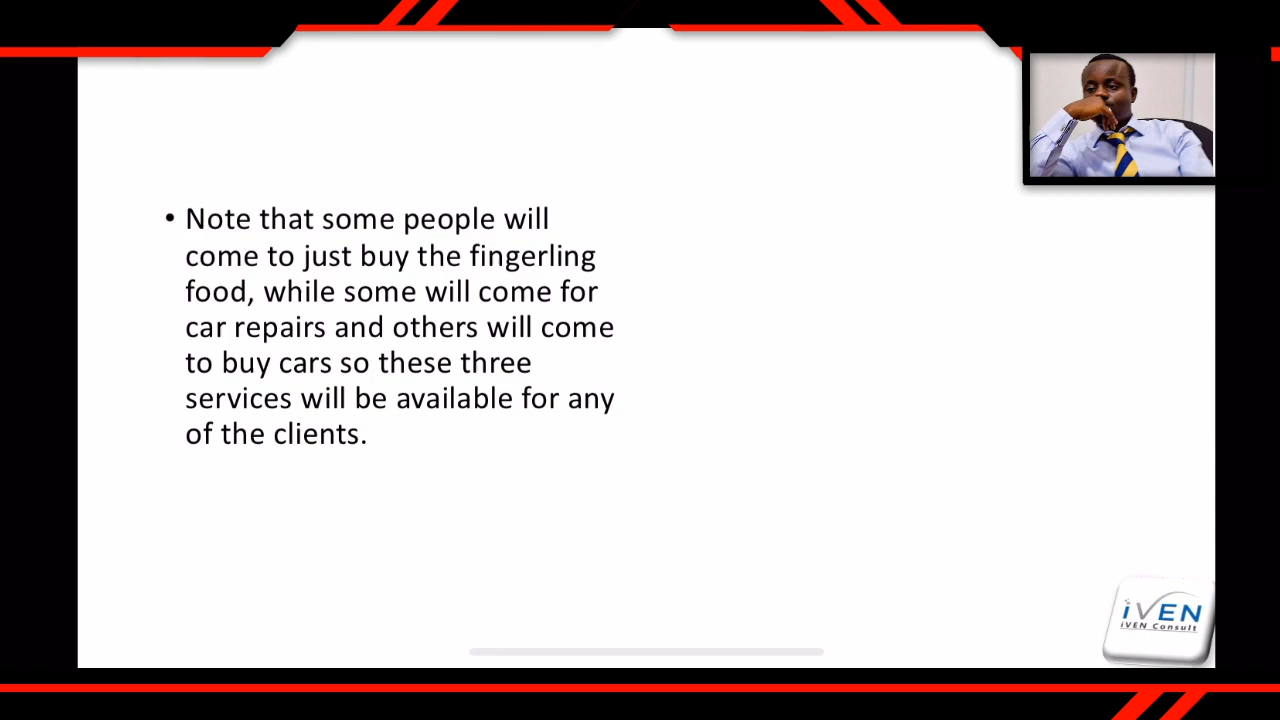 • Note that some people will
come to just buy the fingerling
food, while some will come for
car repairs and others will come
to buy cars so these three
services will be available for any
of the clients.
iVEN
iVEN Consult